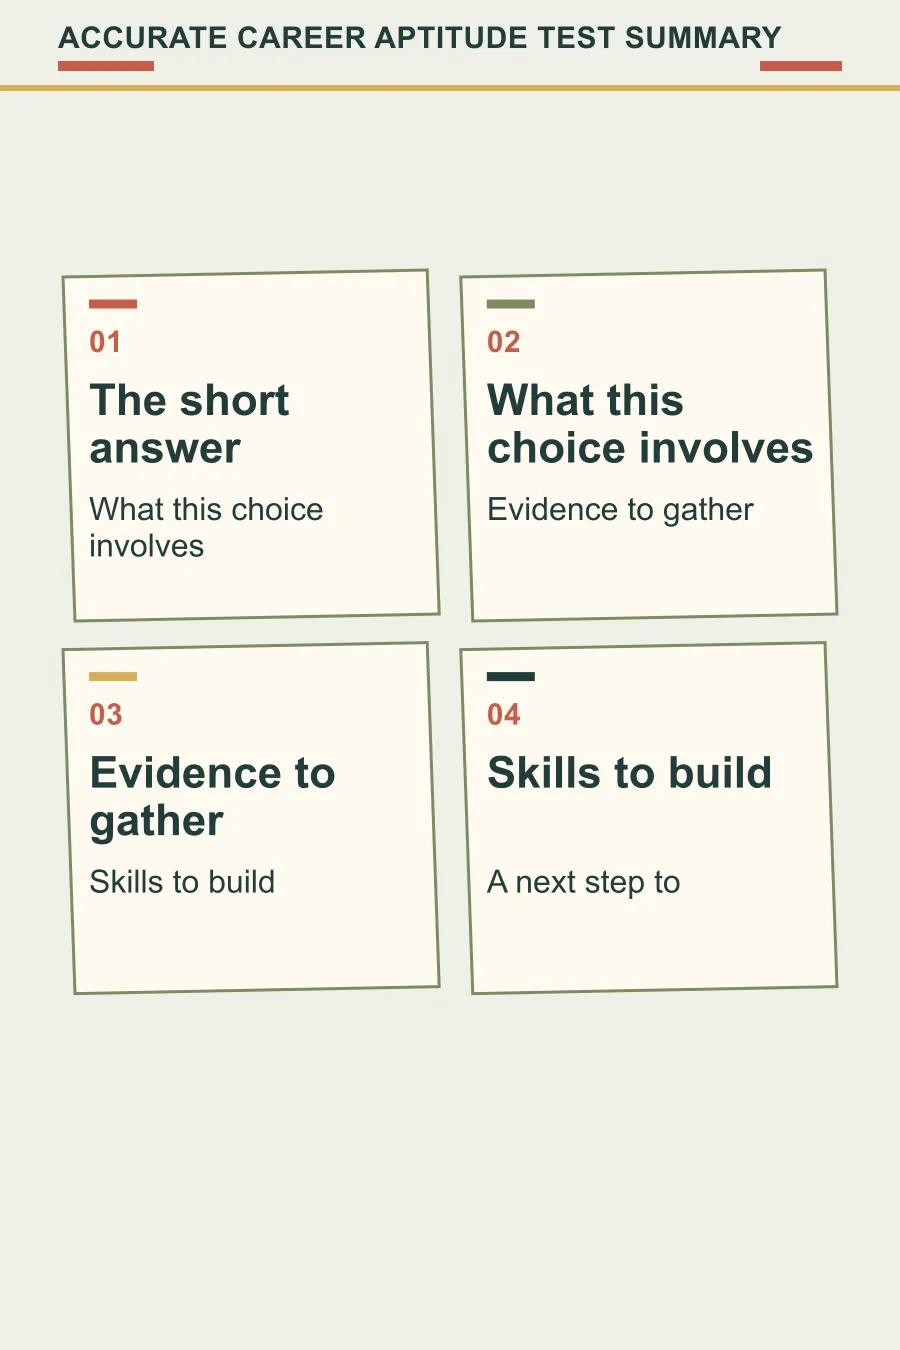 ACCURATE CAREER APTITUDE TEST SUMMARY
01
The short
answer
What this choice
involves
02
What this
choice involves
Evidence to gather
03
Evidence to
gather
Skills to build
04
Skills to build
A next step to